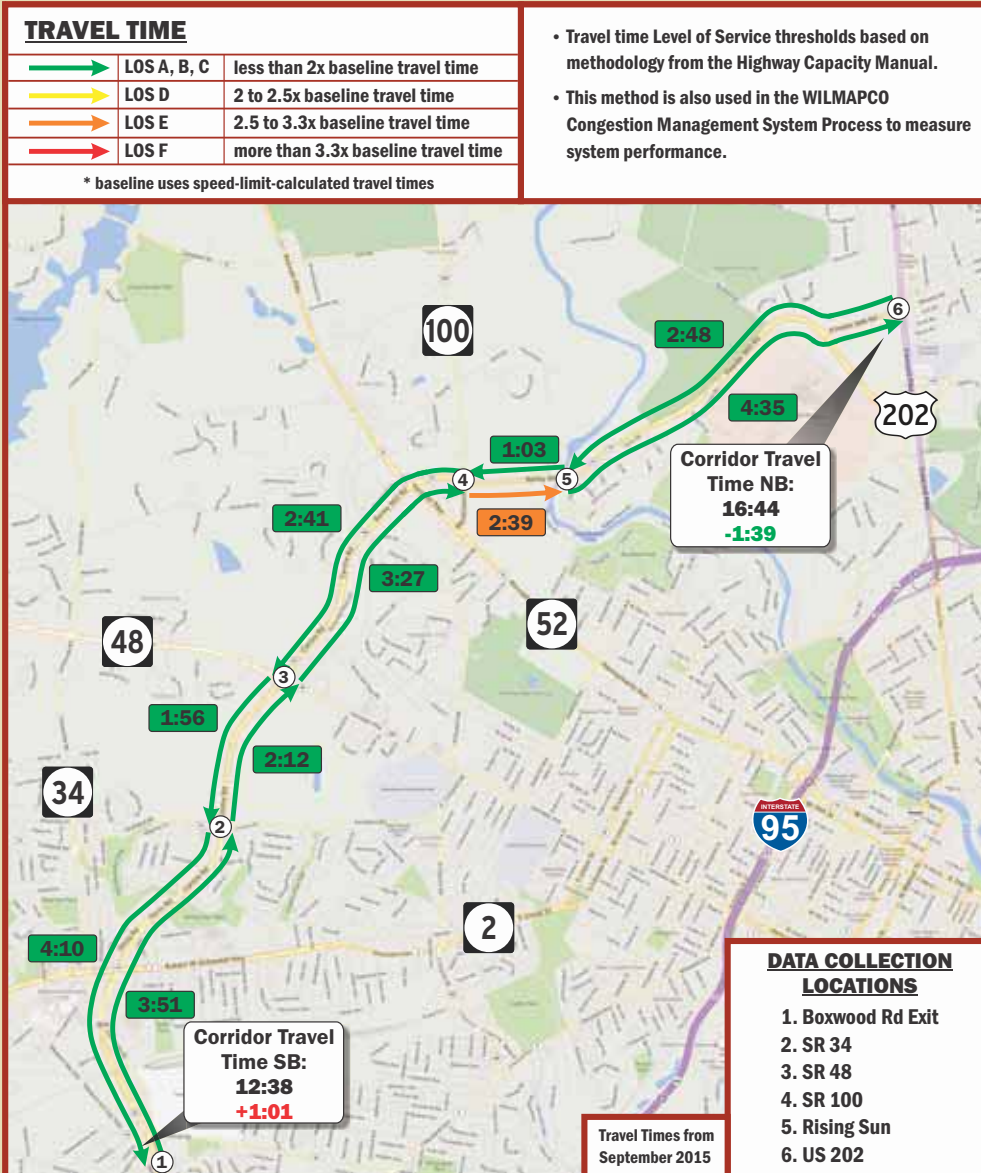 TRAVEL TIME
LOS A, B, C less than 2x baseline travel time
LOS D 2 to 2.5x baseline travel time
LOS E 2.5 to 3.3x baseline travel time
LOS F more than 3.3x baseline travel time
* baseline uses speed-limit-calculated travel times
• Travel time Level of Service thresholds based on
methodology from the Highway Capacity Manual.
• This method is also used in the WILMAPCO
Congestion Management System Process to measure
system performance.
6
100
2:48
202
4:35
1:03
4
5
Corridor Travel
Time NB:
16:44
-1:39
2:41
2:39
3:27
52
48
3
1:56
2:12
34
2
INTERSTATE
95
2
4:10
3:51
Corridor Travel
Time SB:
12:38
+1:01
1
DATA COLLECTION
LOCATIONS
1. Boxwood Rd Exit
2. SR 34
3. SR 48
4. SR 100
5. Rising Sun
6. US 202
Travel Times from
September 2015